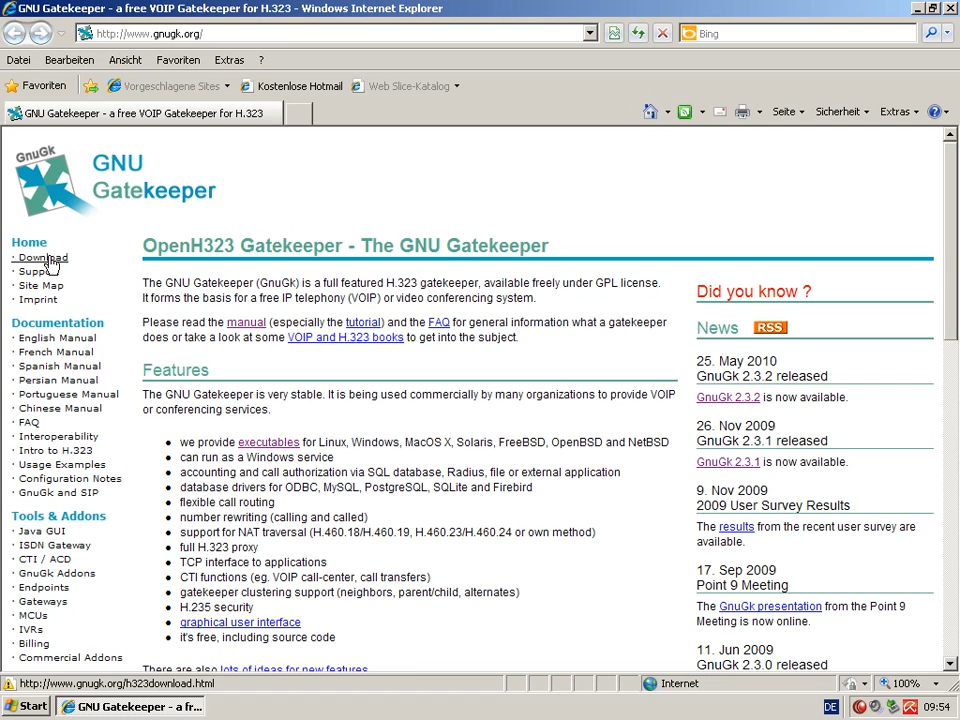 GNU Gatekeeper - a free VOIP Gatekeeper for H.323 - Windows Internet Explorer
http://www.gnugk.org/
Bing
Datei Bearbeiten Ansicht Favoriten Extras ?
Favoriten Vorgeschlagene Sites Kostenlose Hotmail Web Slice-Katalog
GNU Gatekeeper - a free VOIP Gatekeeper for H.323
Seite Sicherheit Extras
GnuGk
GNU
Gatekeeper
Home
· Download
· Suppo
· Site Map
· Imprint
Documentation
· English Manual
· French Manual
· Spanish Manual
· Persian Manual
· Portuguese Manual
· Chinese Manual
· FAQ
· Interoperability
· Intro to H.323
· Usage Examples
· Configuration Notes
· GnuGk and SIP
Tools & Addons
· Java GUI
· ISDN Gateway
· CTI / ACD
· GnuGk Addons
· Endpoints
· Gateways
· MCUs
· IVRs
· Billing
· Commercial Addons
OpenH323 Gatekeeper - The GNU Gatekeeper
The GNU Gatekeeper (GnuGk) is a full featured H.323 gatekeeper, available freely under GPL license.
It forms the basis for a free IP telephony (VOIP) or video conferencing system.
Please read the manual (especially the tutorial) and the FAQ for general information what a gatekeeper
does or take a look at some VOIP and H.323 books to get into the subject.
Features
The GNU Gatekeeper is very stable. It is being used commercially by many organizations to provide VOIP
or conferencing services.
• we provide executables for Linux, Windows, MacOS X, Solaris, FreeBSD, OpenBSD and NetBSD
• can run as a Windows service
• accounting and call authorization via SQL database, Radius, file or external application
• database drivers for ODBC, MySQL, PostgreSQL, SQLite and Firebird
• flexible call routing
• number rewriting (calling and called)
• support for NAT traversal (H.460.18/H.460.19, H.460.23/H.460.24 or own method)
• full H.323 proxy
• TCP interface to applications
• CTI functions (eg. VOIP call-center, call transfers)
• gatekeeper clustering support (neighbors, parent/child, alternates)
• H.235 security
• graphical user interface
• it's free, including source code
There are also lots of ideas for new features
Did you know ?
News RSS
25. May 2010
GnuGk 2.3.2 released
GnuGk 2.3.2 is now available.
26. Nov 2009
GnuGk 2.3.1 released
GnuGk 2.3.1 is now available.
9. Nov 2009
2009 User Survey Results
The results from the recent user survey are
available.
17. Sep 2009
Point 9 Meeting
The GnuGk presentation from the Point 9
Meeting is now online.
11. Jun 2009
GnuGk 2.3.0 released
http://www.gnugk.org/h323download.html
Internet
100%
Start
GNU Gatekeeper - a fr...
DE
09:54